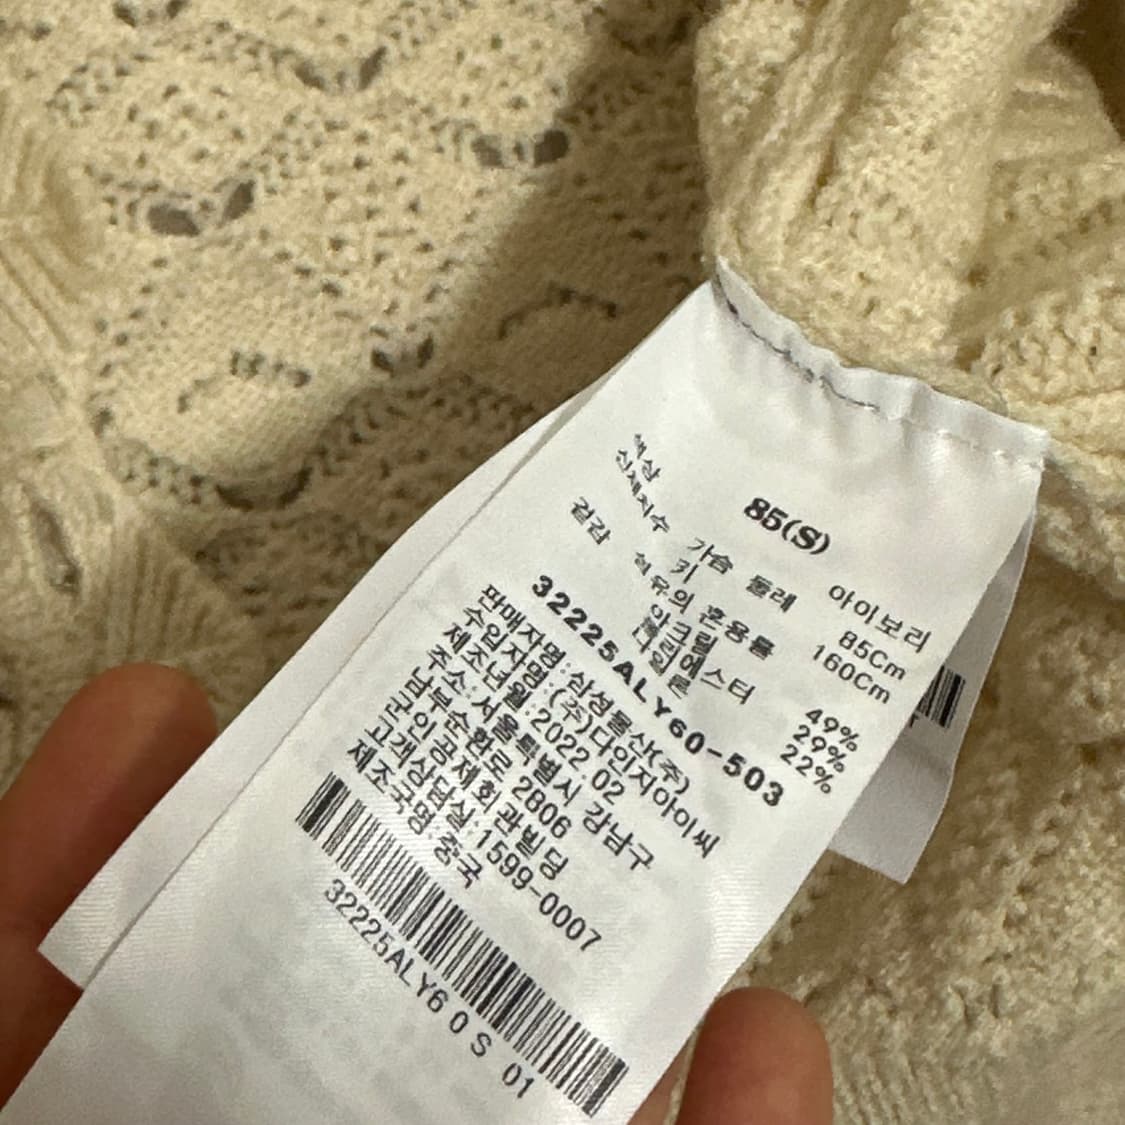 85(S)
색상 아이보리
신체치수 가슴 둘레 85Cm
키 160Cm
겉감 섬유의 혼용률
아크릴 49%
폴리에스터 29%
나일론 22%
32225ALY60-503
판매자명:삼성물산(주)
수입자명:(주)다인지아이씨
제조년월:2022.02
주소:서울특별시 강남구
남부순환로 2806
군인공제회관빌딩
고객상담실:1599-0007
제조국명:중국
32225ALY60S 01